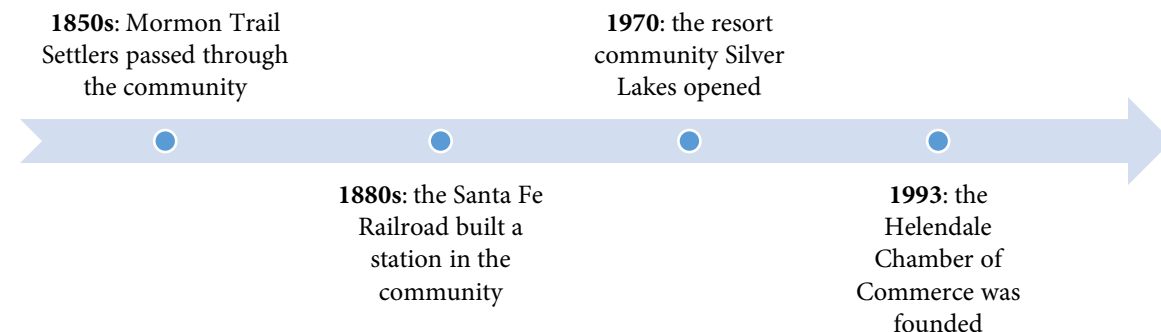 1850s: Mormon Trail
Settlers passed through
the community
1880s: the Santa Fe
Railroad built a
station in the
community
1970: the resort
community Silver
Lakes opened
1993: the
Helendale
Chamber of
Commerce was
founded